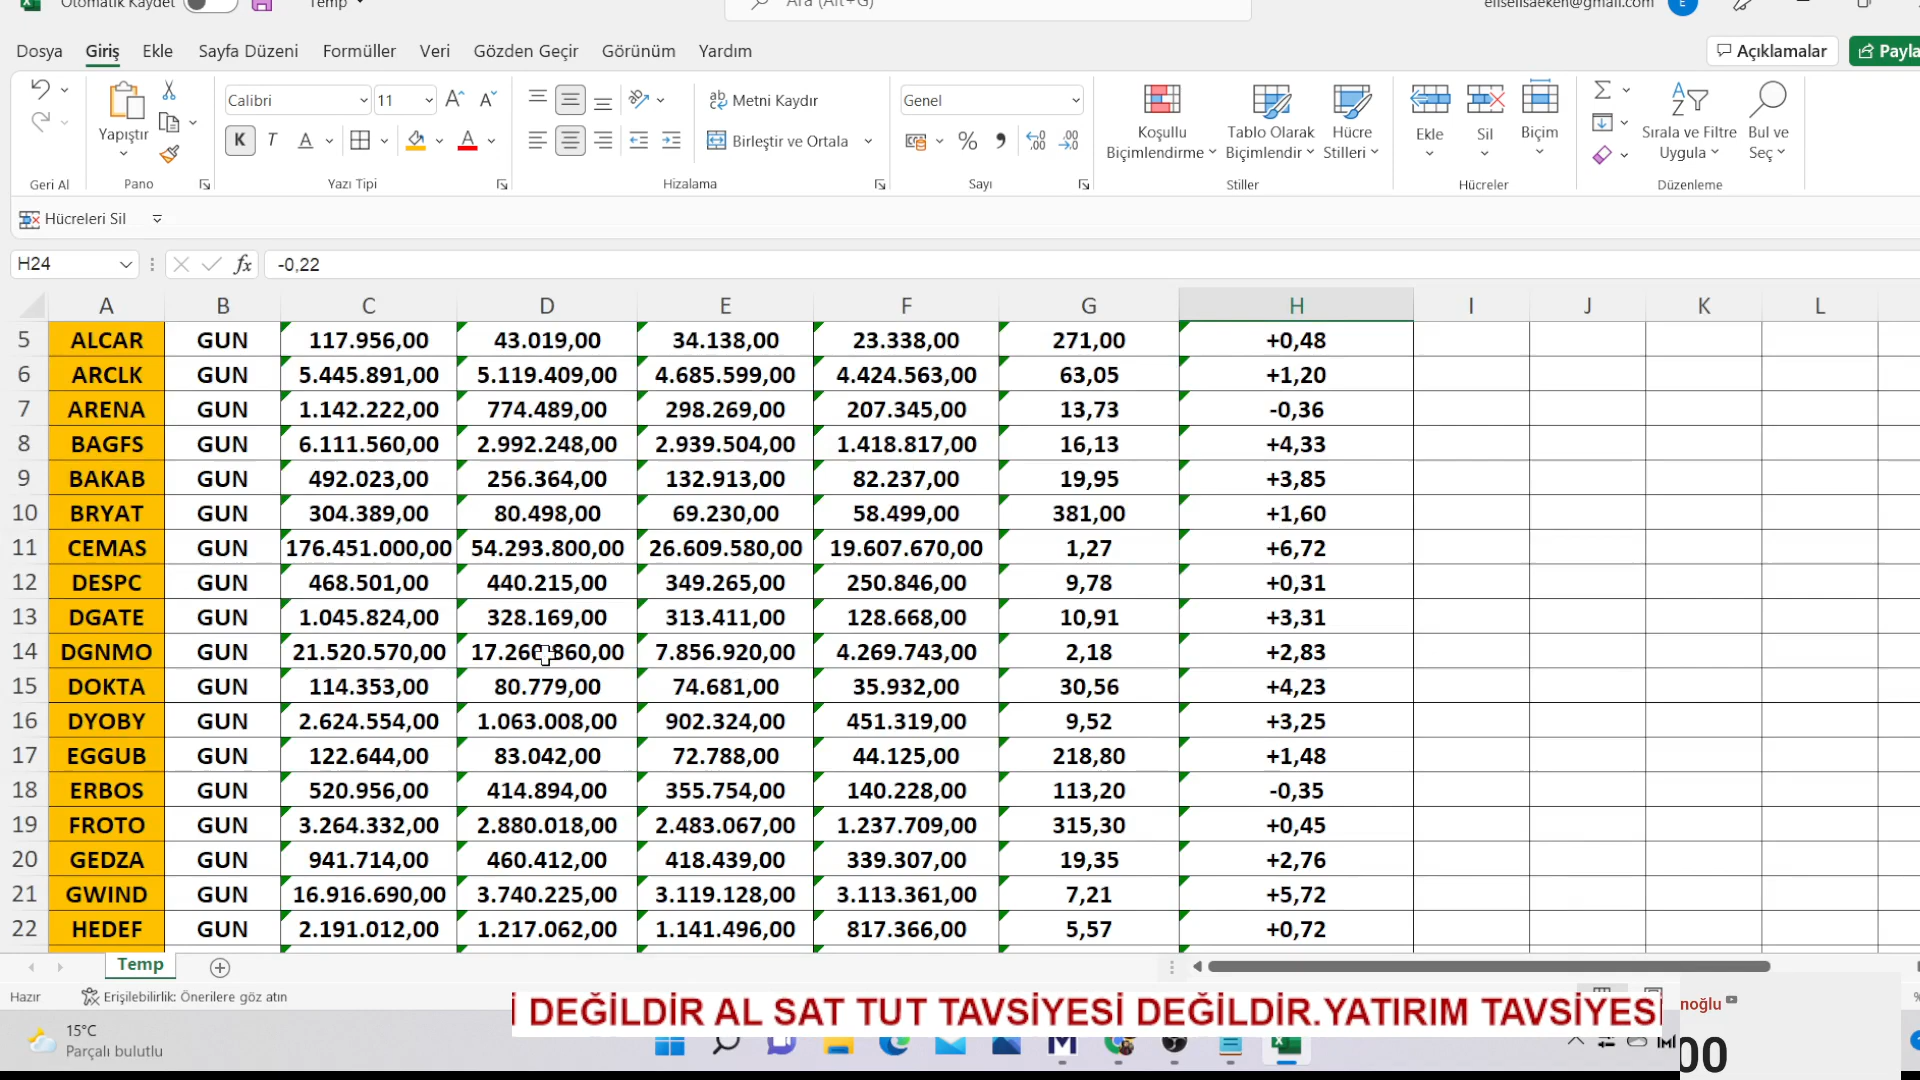 Otomatik Kaydet Temp Ara (Alt+G) eliselisaeken@gmail.com E
Dosya Giriş Ekle Sayfa Düzeni Formüller Veri Gözden Geçir Görünüm Yardım Açıklamalar Payla
Calibri 11 Metni Kaydır Genel
Yapıştır K T A Birleştir ve Ortala % Koşullu Biçimlendirme Tablo Olarak Biçimlendir Hücre Stilleri Ekle Sil Biçim Sırala ve Filtre Uygula Bul ve Seç
Geri Al Pano Yazı Tipi Hizalama Sayı Stiller Hücreler Düzenleme
Hücreleri Sil
H24 fx -0,22
A B C D E F G H I J K L
5 ALCAR GUN 117.956,00 43.019,00 34.138,00 23.338,00 271,00 +0,48
6 ARCLK GUN 5.445.891,00 5.119.409,00 4.685.599,00 4.424.563,00 63,05 +1,20
7 ARENA GUN 1.142.222,00 774.489,00 298.269,00 207.345,00 13,73 -0,36
8 BAGFS GUN 6.111.560,00 2.992.248,00 2.939.504,00 1.418.817,00 16,13 +4,33
9 BAKAB GUN 492.023,00 256.364,00 132.913,00 82.237,00 19,95 +3,85
10 BRYAT GUN 304.389,00 80.498,00 69.230,00 58.499,00 381,00 +1,60
11 CEMAS GUN 176.451.000,00 54.293.800,00 26.609.580,00 19.607.670,00 1,27 +6,72
12 DESPC GUN 468.501,00 440.215,00 349.265,00 250.846,00 9,78 +0,31
13 DGATE GUN 1.045.824,00 328.169,00 313.411,00 128.668,00 10,91 +3,31
14 DGNMO GUN 21.520.570,00 7.856.920,00 4.269.743,00 2,18 +2,83
15 DOKTA GUN 114.353,00 80.779,00 74.681,00 35.932,00 30,56 +4,23
16 DYOBY GUN 2.624.554,00 1.063.008,00 902.324,00 451.319,00 9,52 +3,25
17 EGGUB GUN 122.644,00 83.042,00 72.788,00 44.125,00 218,80 +1,48
18 ERBOS GUN 520.956,00 414.894,00 355.754,00 140.228,00 113,20 -0,35
19 FROTO GUN 3.264.332,00 2.880.018,00 2.483.067,00 1.237.709,00 315,30 +0,45
20 GEDZA GUN 941.714,00 460.412,00 418.439,00 339.307,00 19,35 +2,76
21 GWIND GUN 16.916.690,00 3.740.225,00 3.119.128,00 3.113.361,00 7,21 +5,72
22 HEDEF GUN 2.191.012,00 1.217.062,00 1.141.496,00 817.366,00 5,57 +0,72
Temp
Hazır Erişilebilirlik: Önerilere göz atın
İ DEĞİLDİR AL SAT TUT TAVSİYESİ DEĞİLDİR.YATIRIM TAVSİYESİ
noğlu
15°C
Parçalı bulutlu
00